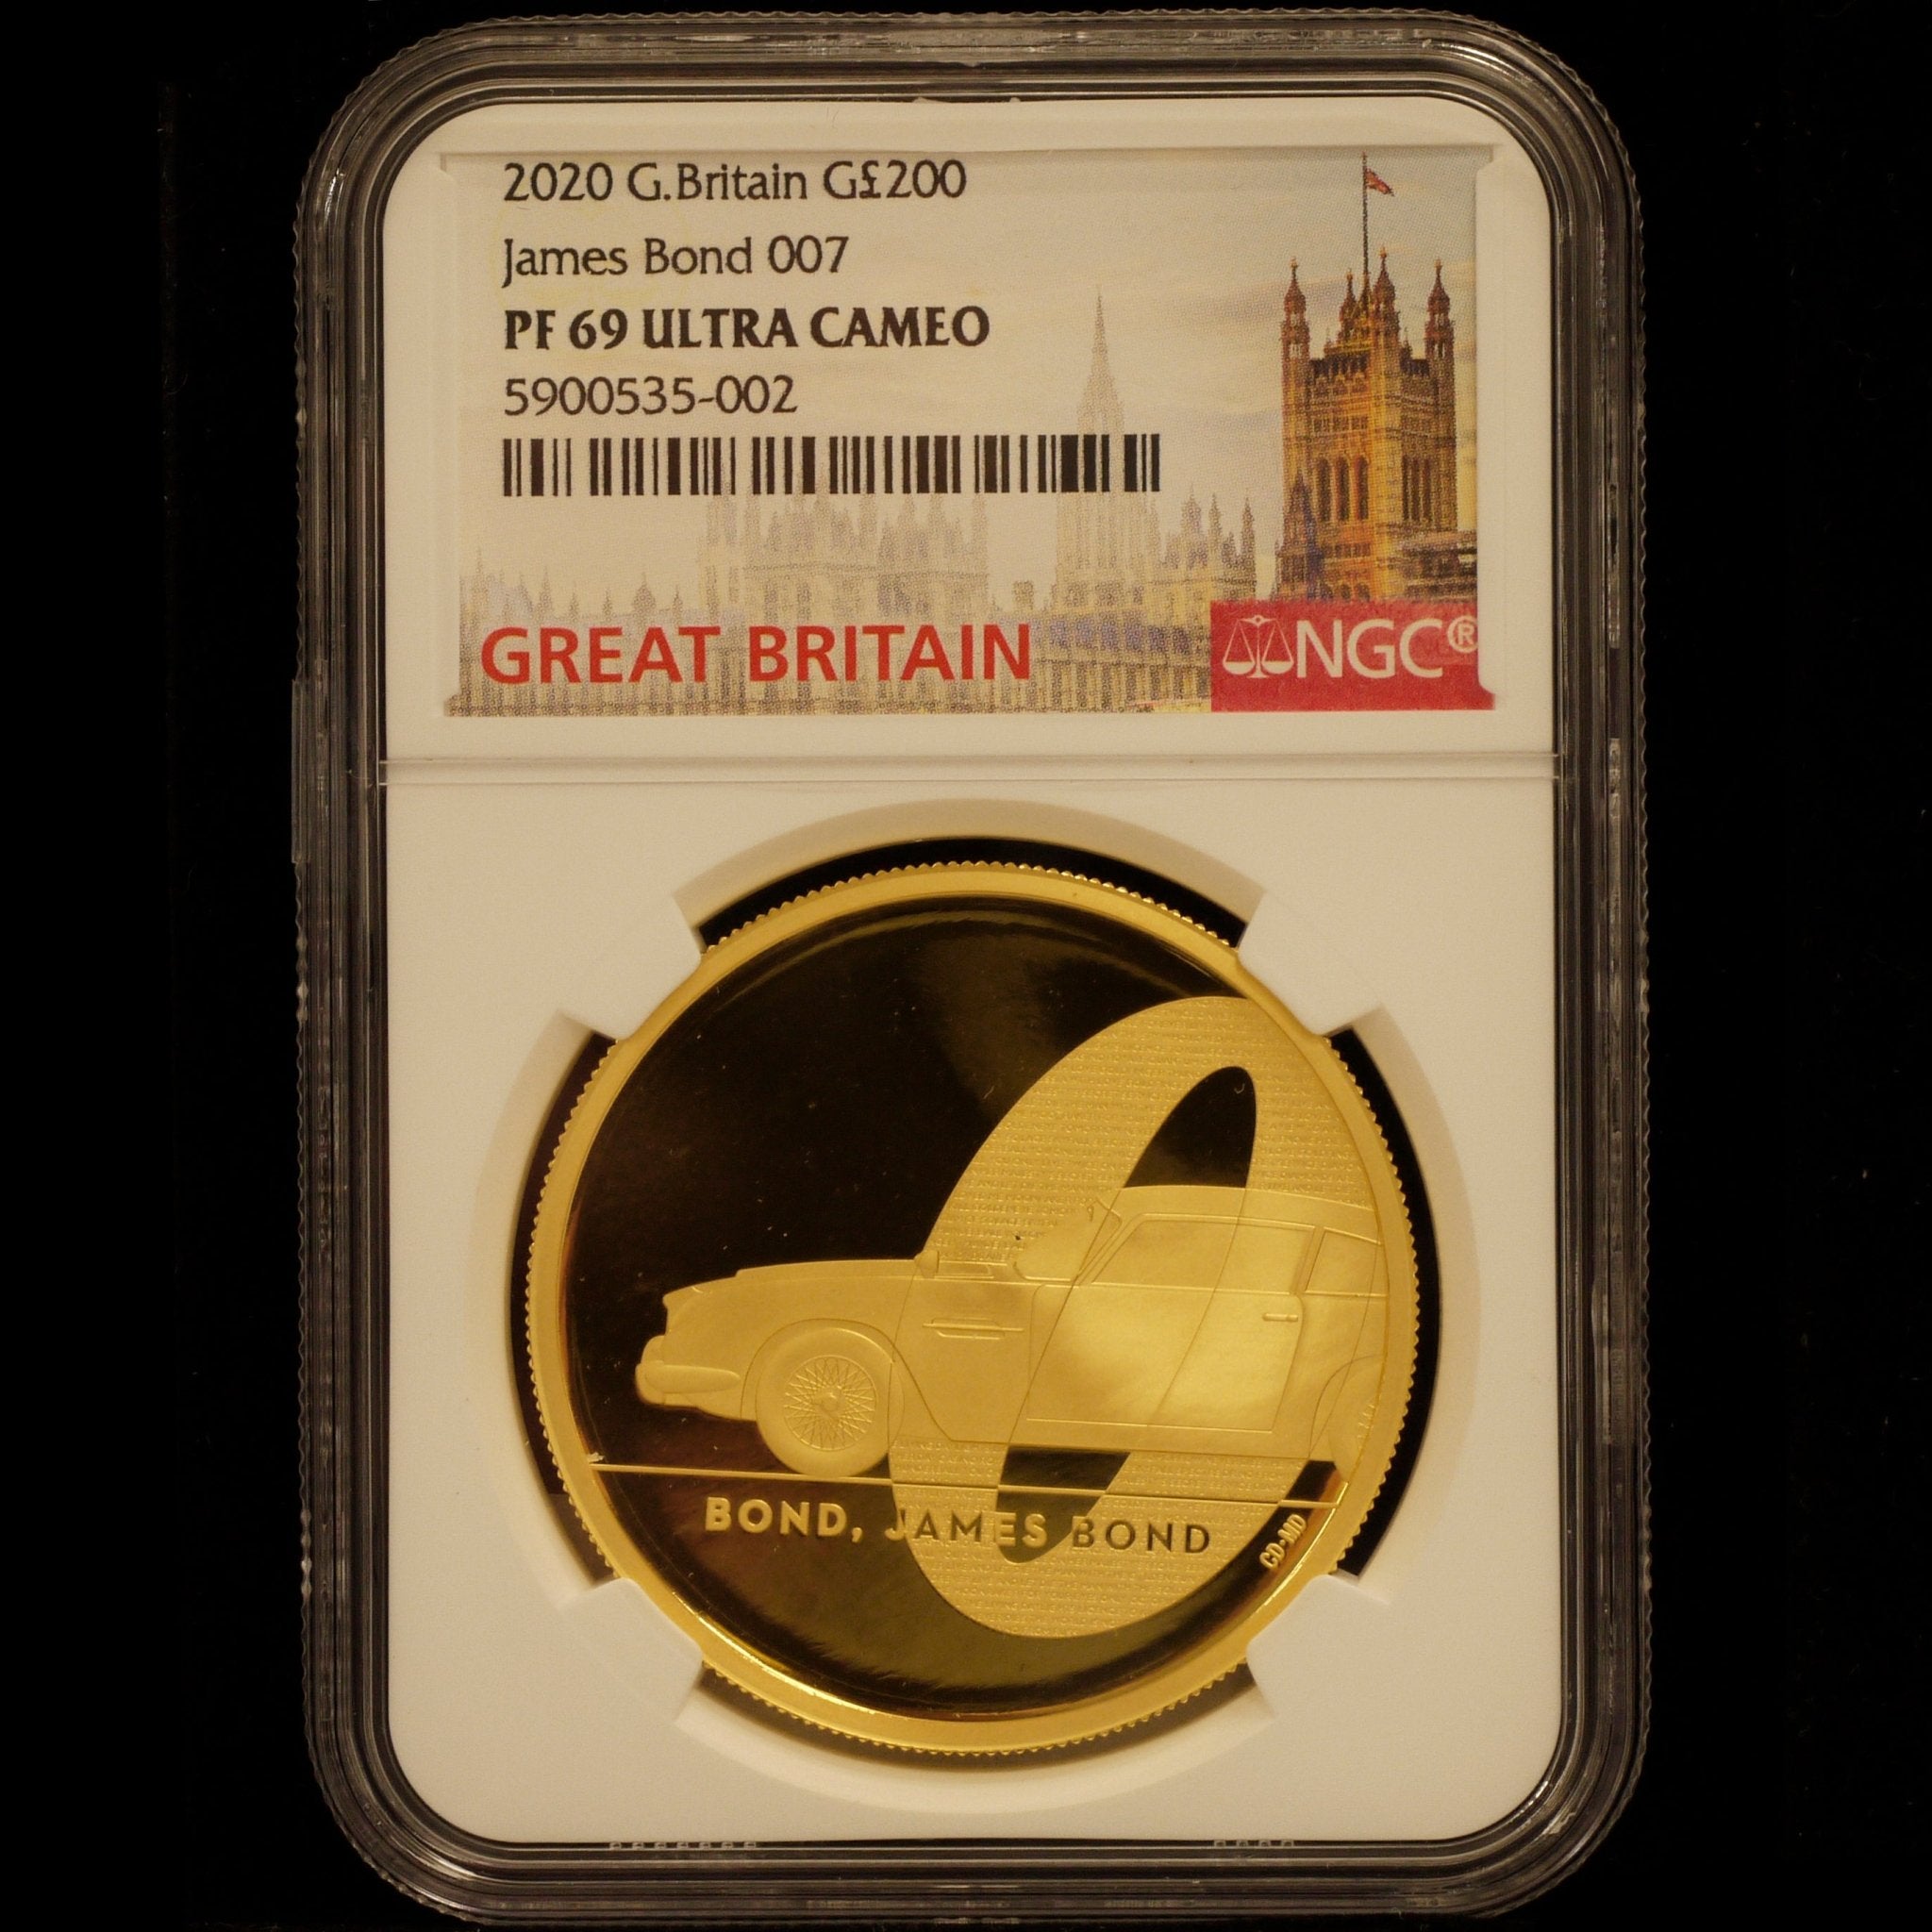 2020 G.Britain G£200
James Bond 007
PF 69 ULTRA CAMEO
5900535-002
GREAT BRITAIN
NGC®
BOND, JAMES BOND
CD·MD